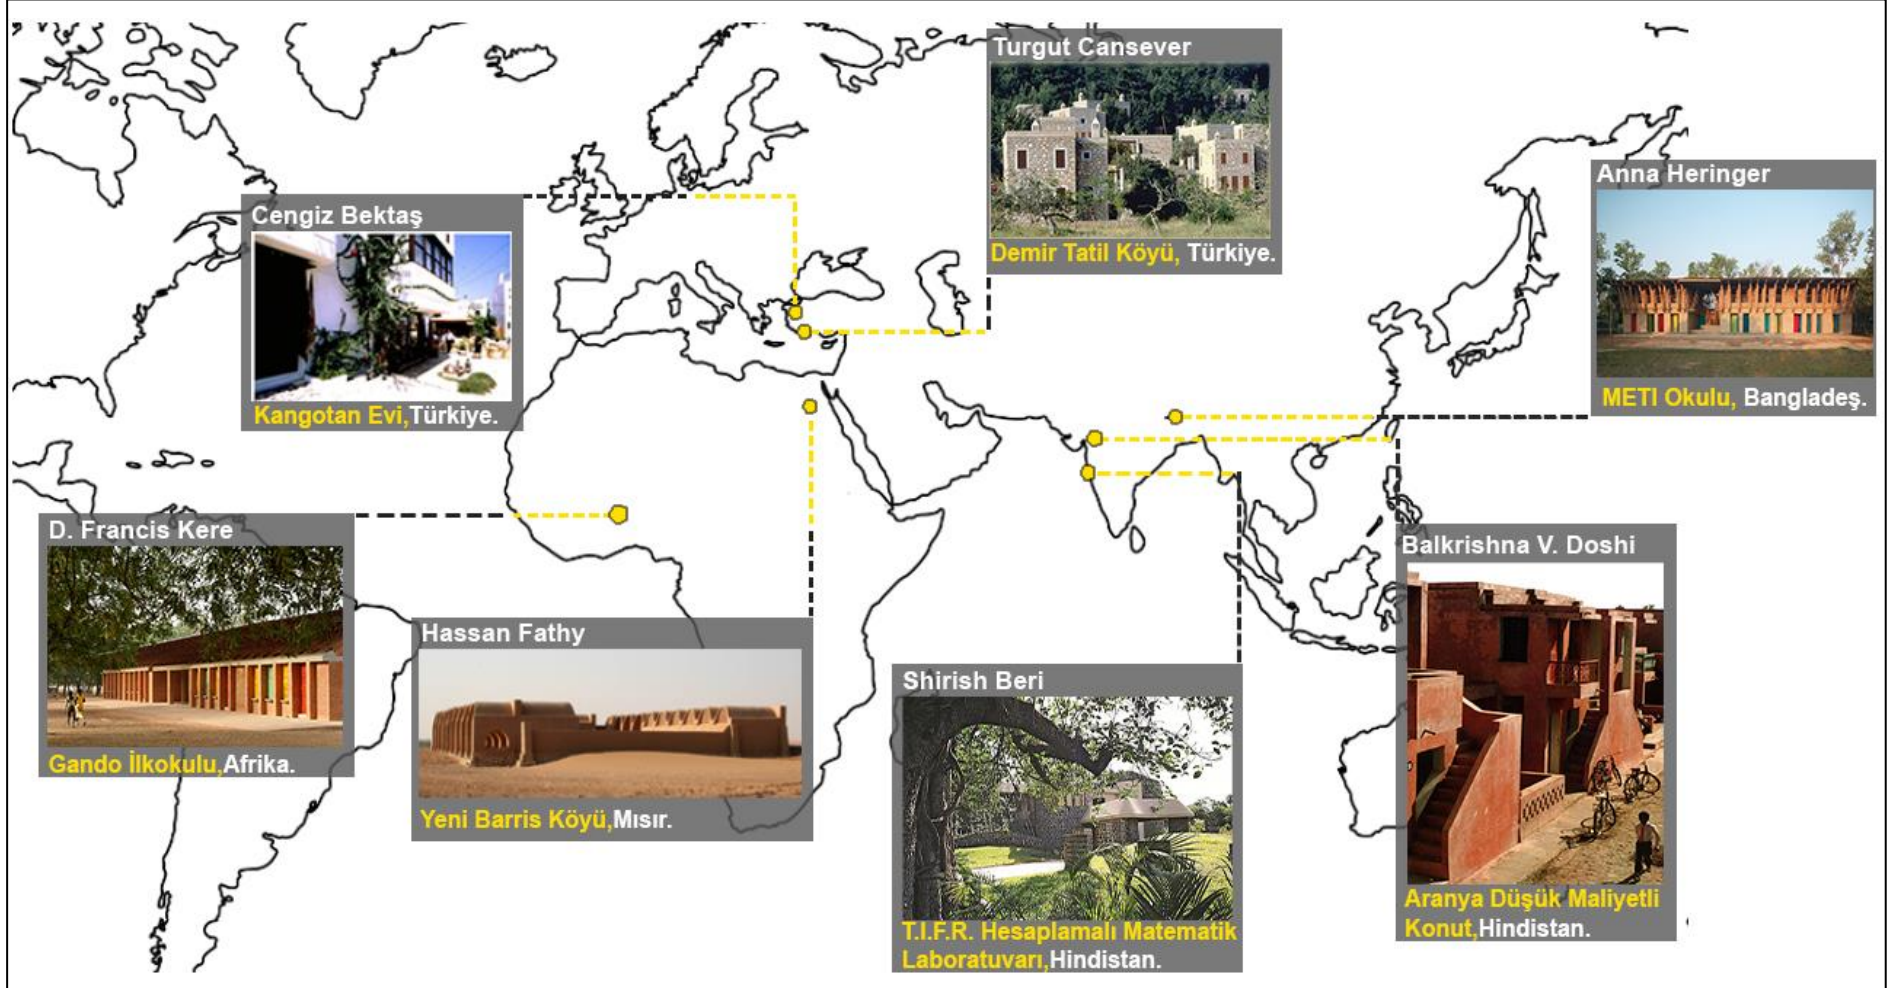 Turgut Cansever
Demir Tatil Köyü, Türkiye.
Anna Heringer
METI Okulu, Bangladeş.
Cengiz Bektaş
Kangotan Evi,Türkiye.
D. Francis Kere
Gando İlkokulu,Afrika.
Hassan Fathy
Yeni Barris Köyü,Mısır.
Shirish Beri
T.I.F.R. Hesaplamalı Matematik
Laboratuvarı,Hindistan.
Balkrishna V. Doshi
Aranya Düşük Maliyetli
Konut,Hindistan.